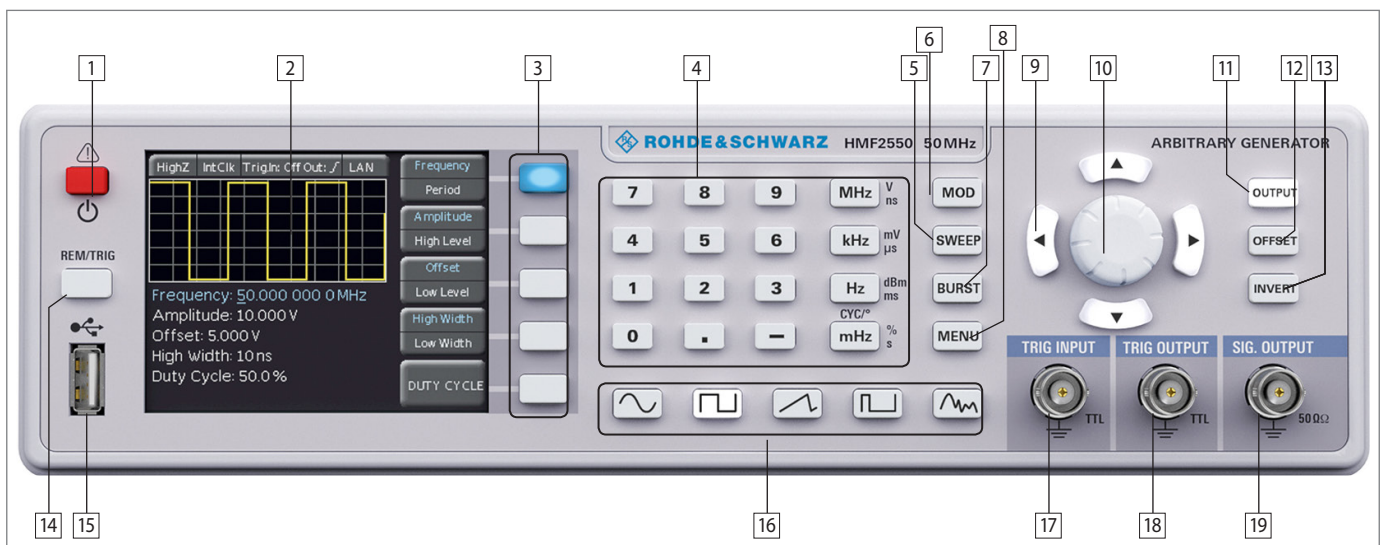 6 8
1 2 3 4 5 7 9 10 11 12 13
ROHDE&SCHWARZ HMF2550 50MHz
ARBITRARY GENERATOR
HighZ IntClk Trig.In: Off Out: LAN
Frequency
Period
Amplitude
High Level
Offset
Low Level
High Width
Low Width
DUTY CYCLE
Frequency: 50.000 000 0 MHz
Amplitude: 10.000 V
Offset: 5.000 V
High Width: 10 ns
Duty Cycle: 50.0 %
REM/TRIG
7 8 9 MHz V ns
4 5 6 kHz mV µs
1 2 3 Hz dBm ms
CYC/°
0 . – mHz % s
MOD
SWEEP
BURST
MENU
OUTPUT
OFFSET
INVERT
TRIG INPUT TRIG OUTPUT SIG. OUTPUT
TTL TTL 50ΩΩ
14 15 16 17 18 19